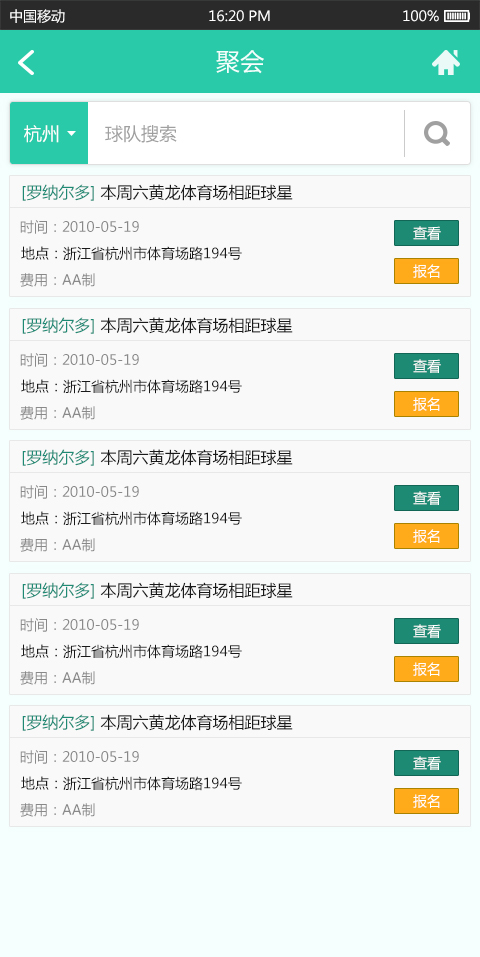 中国移动 16:20 PM 100%
聚会
杭州 球队搜索
[罗纳尔多] 本周六黄龙体育场相距球星
时间：2010-05-19
查看
地点：浙江省杭州市体育场路194号
报名
费用：AA制
[罗纳尔多] 本周六黄龙体育场相距球星
时间：2010-05-19
查看
地点：浙江省杭州市体育场路194号
报名
费用：AA制
[罗纳尔多] 本周六黄龙体育场相距球星
时间：2010-05-19
查看
地点：浙江省杭州市体育场路194号
报名
费用：AA制
[罗纳尔多] 本周六黄龙体育场相距球星
时间：2010-05-19
查看
地点：浙江省杭州市体育场路194号
报名
费用：AA制
[罗纳尔多] 本周六黄龙体育场相距球星
时间：2010-05-19
查看
地点：浙江省杭州市体育场路194号
报名
费用：AA制